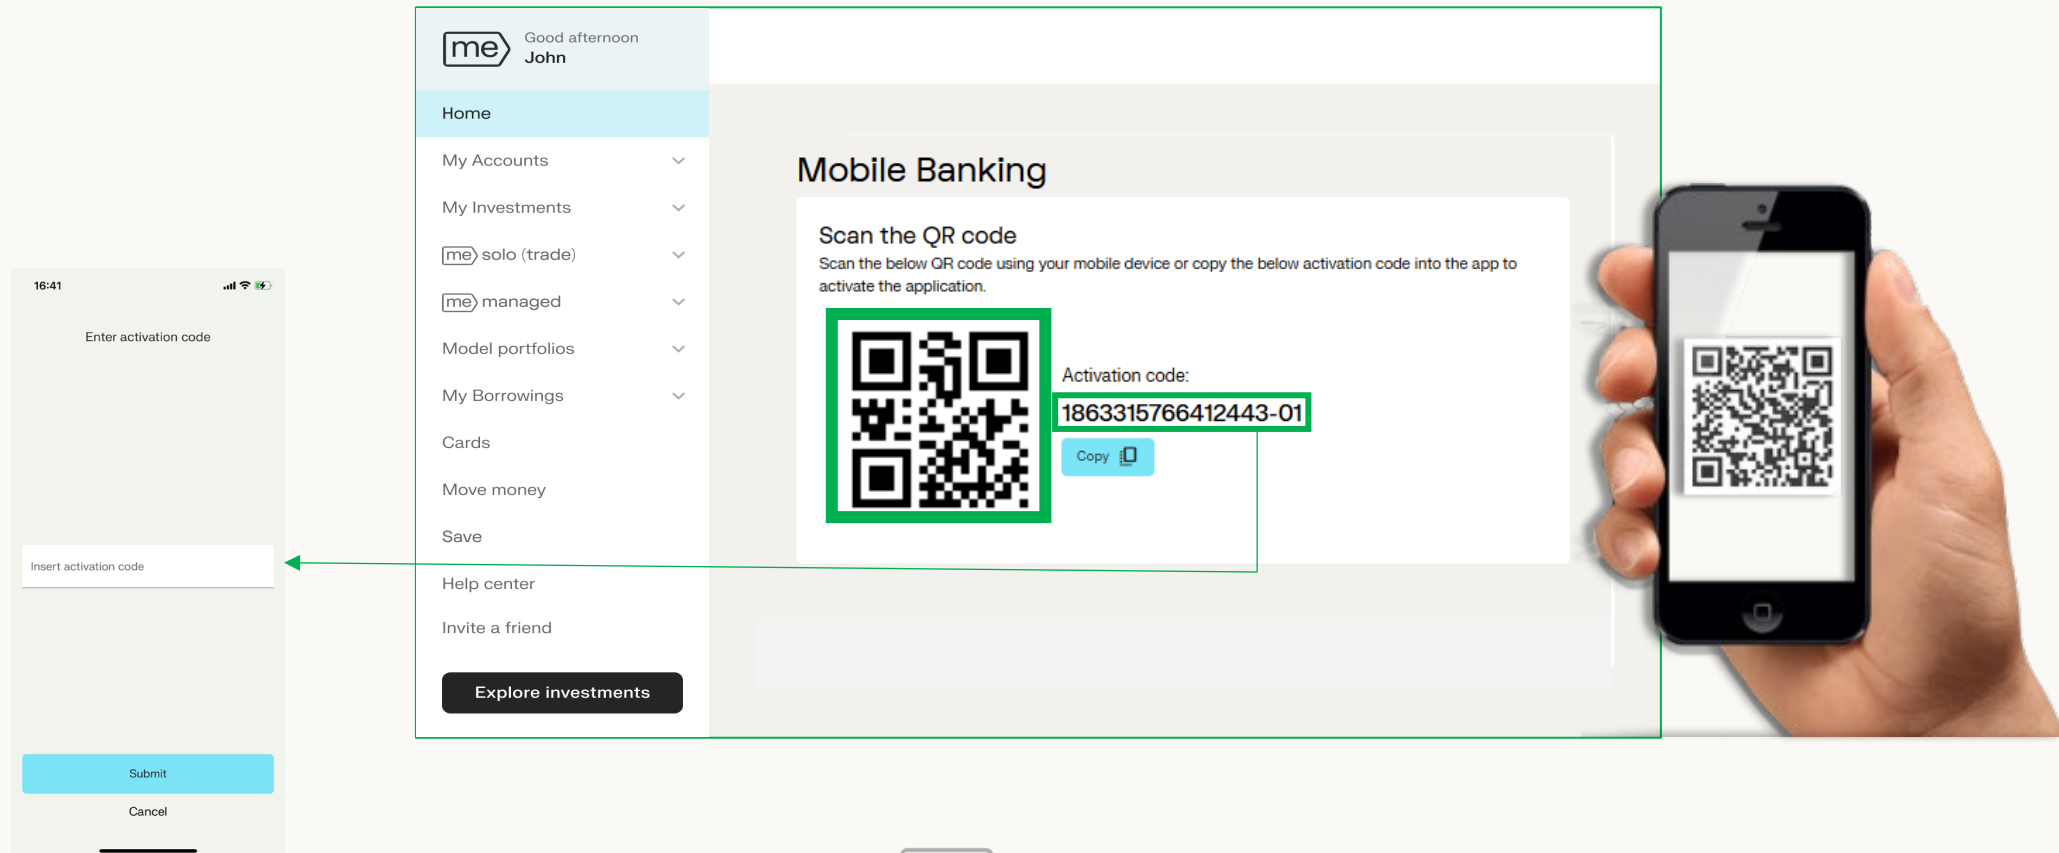 16:41
Enter activation code
Insert activation code
Submit
Cancel
me
Good afternoon
John
Home
My Accounts
My Investments
me solo (trade)
me managed
Model portfolios
My Borrowings
Cards
Move money
Save
Help center
Invite a friend
Explore investments
Mobile Banking
Scan the QR code
Scan the below QR code using your mobile device or copy the below activation code into the app to
activate the application.
Activation code:
1863315766412443-01
Copy